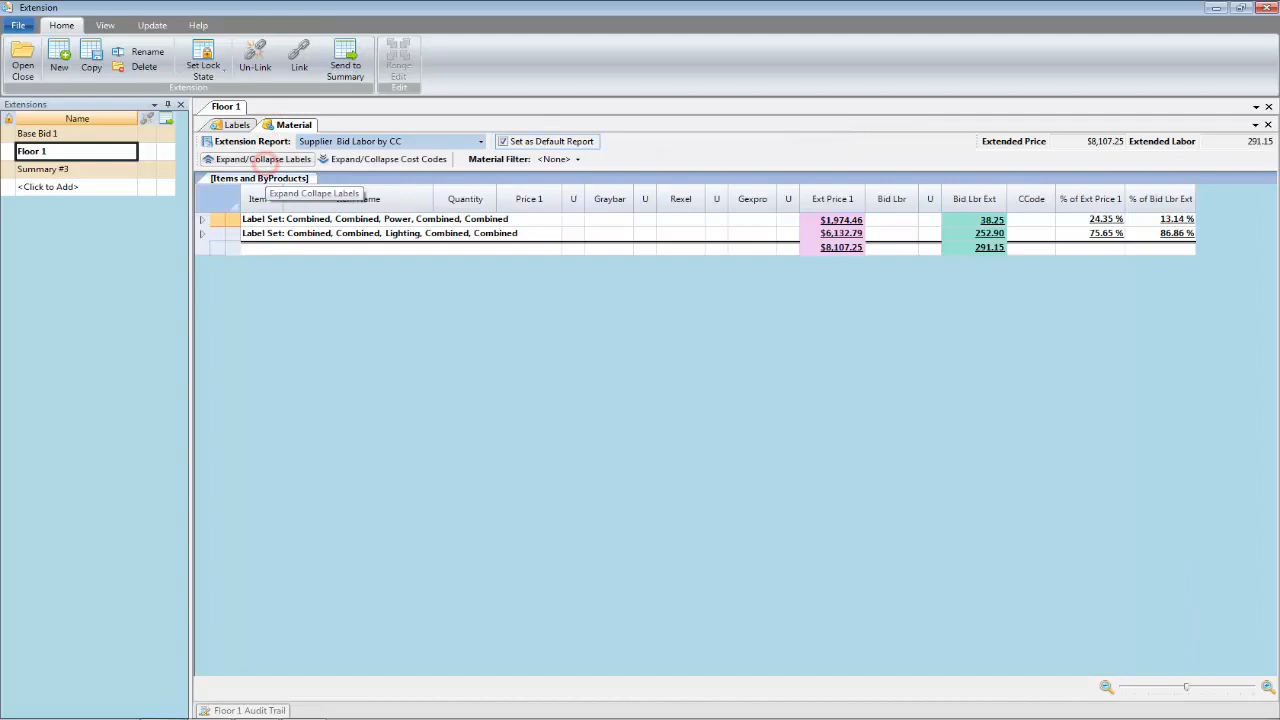 Extension
File Home View Update Help
Open Close New Copy Rename Delete Set Lock State Un-Link Link Send to Summary Range Edit
Extension Edit
Extensions
Name
Base Bid 1
Floor 1
Summary #3
<Click to Add>
Floor 1
Labels Material
Extension Report: Supplier Bid Labor by CC Set as Default Report Extended Price $8,107.25 Extended Labor 291.15
Expand/Collapse Labels Expand/Collapse Cost Codes Material Filter: <None>
[Items and ByProducts]
Expand Collape Labels
Item Name Quantity Price 1 U Graybar U Rexel U Gexpro U Ext Price 1 Bid Lbr U Bid Lbr Ext CCode % of Ext Price 1 % of Bid Lbr Ext
Label Set: Combined, Combined, Power, Combined, Combined $1,974.46 38.25 24.35 % 13.14 %
Label Set: Combined, Combined, Lighting, Combined, Combined $6,132.79 252.90 75.65 % 86.86 %
$8,107.25 291.15
Floor 1 Audit Trail